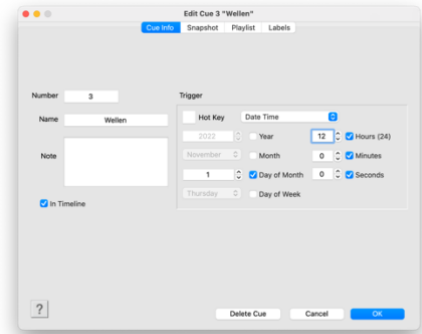 Edit Cue 3 "Wellen"
Cue Info Snapshot Playlist Labels
Number 3
Trigger
Hot Key Date Time
Name Wellen
2022 Year 12 Hours (24)
Note
November Month 0 Minutes
1 Day of Month 0 Seconds
In Timeline
Thursday Day of Week
?
Delete Cue Cancel OK